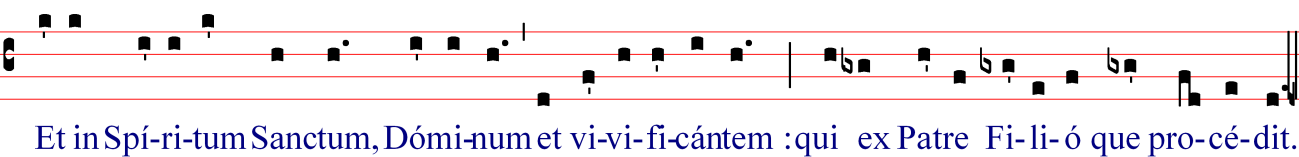 Et in Spí-ri-tum Sanctum, Dómi-num et vi-vi-fi-cántem : qui ex Patre Fi-li-ó que pro-cé-dit.